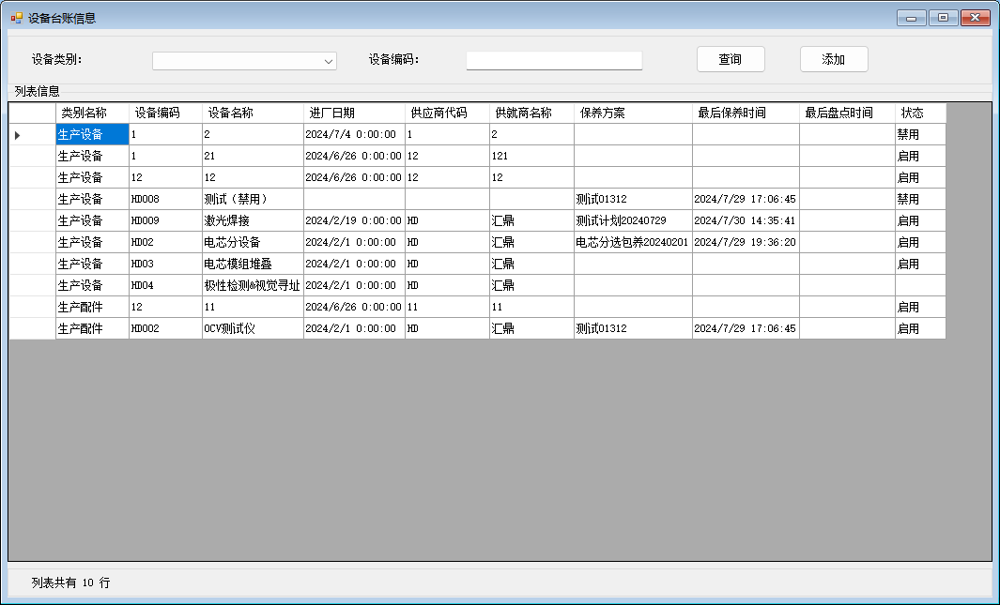 设备台账信息
设备类别: 设备编码: 查询 添加
列表信息
类别名称 设备编码 设备名称 进厂日期 供应商代码 供就商名称 保养方案 最后保养时间 最后盘点时间 状态
生产设备 1 2 2024/7/4 0:00:00 1 2 禁用
生产设备 1 21 2024/6/26 0:00:00 12 121 启用
生产设备 12 12 2024/6/26 0:00:00 12 12 启用
生产设备 HD008 测试（禁用） 测试01312 2024/7/29 17:06:45 禁用
生产设备 HD009 激光焊接 2024/2/19 0:00:00 HD 汇鼎 测试计划20240729 2024/7/30 14:35:41 启用
生产设备 HD02 电芯分设备 2024/2/1 0:00:00 HD 汇鼎 电芯分选包养20240201 2024/7/29 19:36:20 启用
生产设备 HD03 电芯模组堆叠 2024/2/1 0:00:00 HD 汇鼎 启用
生产设备 HD04 极性检测&视觉寻址 2024/2/1 0:00:00 HD 汇鼎
生产配件 12 11 2024/6/26 0:00:00 11 11 启用
生产配件 HD002 OCV测试仪 2024/2/1 0:00:00 HD 汇鼎 测试01312 2024/7/29 17:06:45 启用
列表共有 10 行